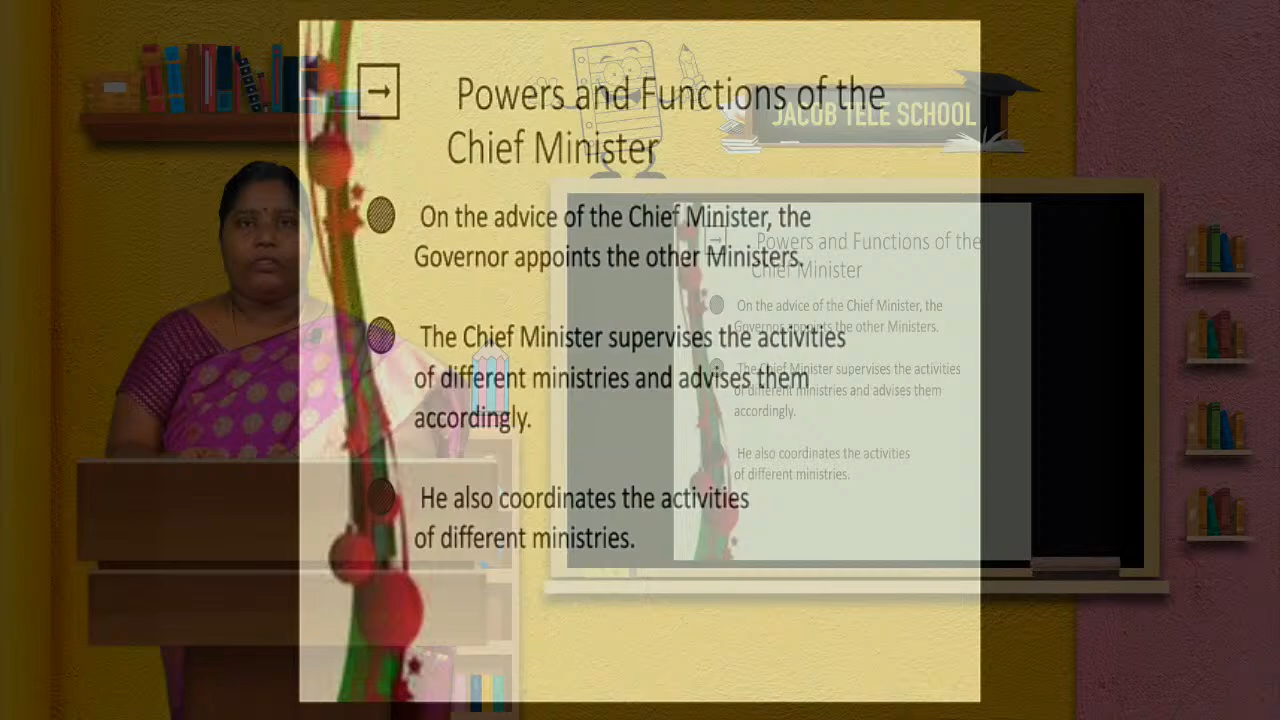 Powers and Functions of the
Chief Minister
On the advice of the Chief Minister, the
Governor appoints the other Ministers.
The Chief Minister supervises the activities
of different ministries and advises them
accordingly.
He also coordinates the activities
of different ministries.
JACOB TELE SCHOOL
Powers and Functions of the
Chief Minister
On the advice of the Chief Minister, the
Governor appoints the other Ministers.
The Chief Minister supervises the activities
of different ministries and advises them
accordingly.
He also coordinates the activities
of different ministries.